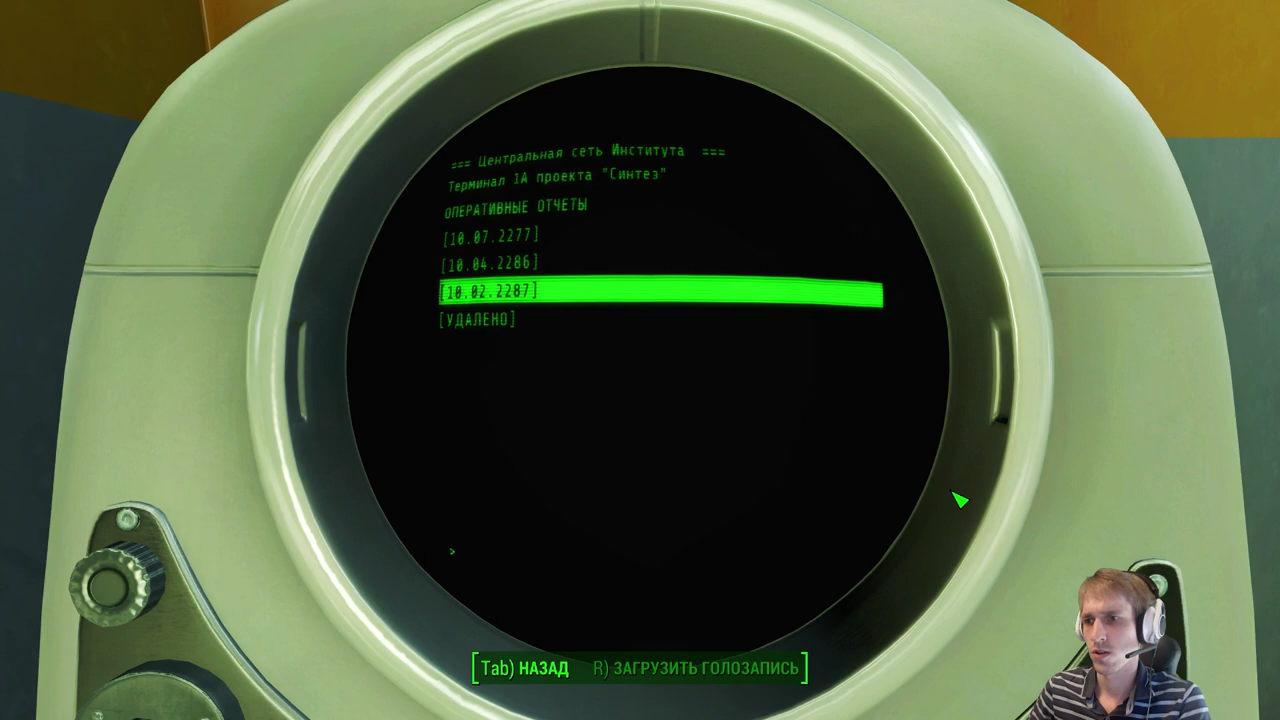 === Центральная сеть Института ===
Терминал 1А проекта "Синтез"
ОПЕРАТИВНЫЕ ОТЧЕТЫ
[10.07.2277]
[10.04.2286]
[10.02.2287]
[УДАЛЕНО]
>
[Tab) НАЗАД R) ЗАГРУЗИТЬ ГОЛОЗАПИСЬ]